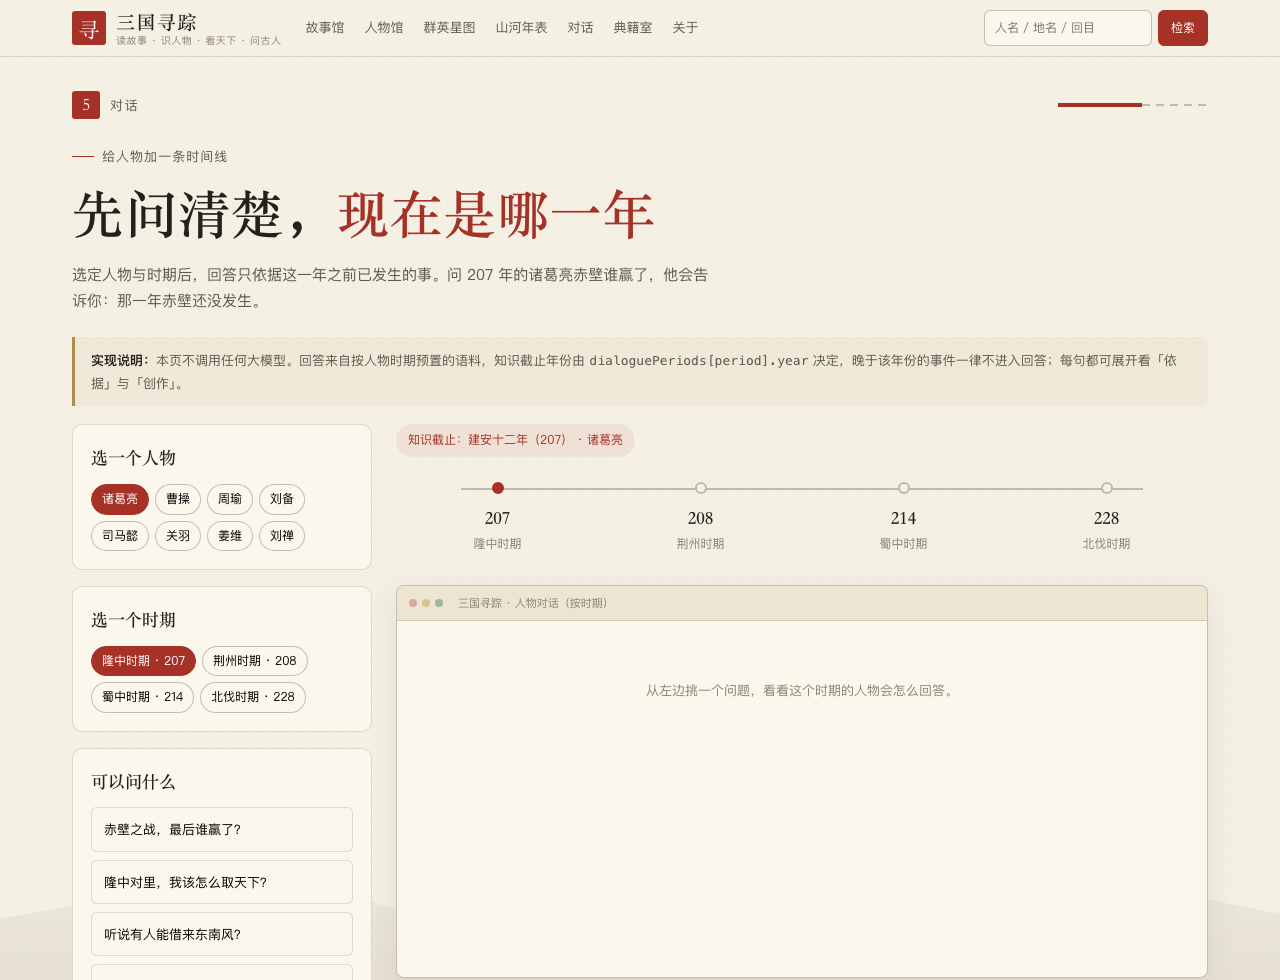 寻
三国寻踪
读故事 · 识人物 · 看天下 · 问古人
故事馆 人物馆 群英星图 山河年表 对话 典籍室 关于
人名 / 地名 / 回目
检索
5 对话
给人物加一条时间线
先问清楚，现在是哪一年
选定人物与时期后，回答只依据这一年之前已发生的事。问 207 年的诸葛亮赤壁谁赢了，他会告
诉你：那一年赤壁还没发生。
实现说明：本页不调用任何大模型。回答来自按人物时期预置的语料，知识截止年份由 dialoguePeriods[period].year 决定，晚于该年份的事件一律不进入回答；每句都可展开看「依
据」与「创作」。
选一个人物
诸葛亮 曹操 周瑜 刘备
司马懿 关羽 姜维 刘禅
选一个时期
隆中时期 · 207 荆州时期 · 208
蜀中时期 · 214 北伐时期 · 228
可以问什么
赤壁之战，最后谁赢了？
隆中对里，我该怎么取天下？
听说有人能借来东南风？
知识截止：建安十二年（207） · 诸葛亮
207 208 214 228
隆中时期 荆州时期 蜀中时期 北伐时期
三国寻踪 · 人物对话（按时期）
从左边挑一个问题，看看这个时期的人物会怎么回答。